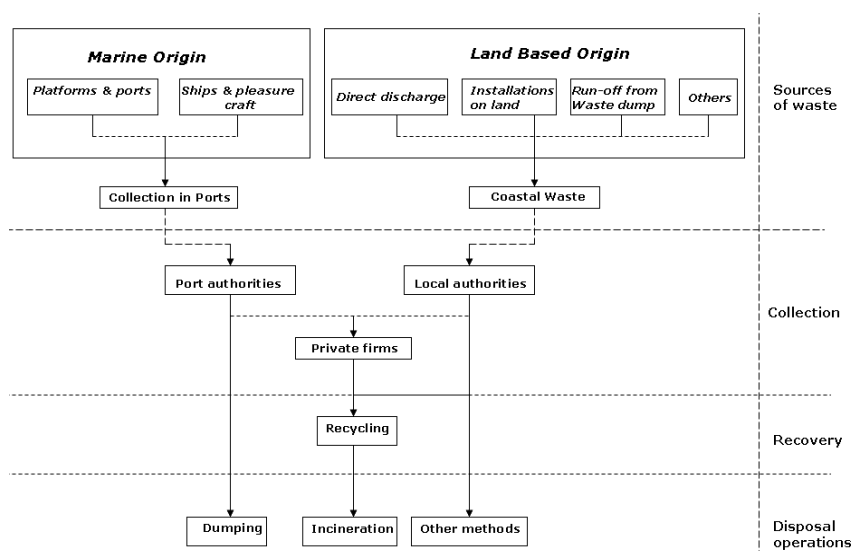 Marine Origin
Land Based Origin
Platforms & ports
Ships & pleasure
craft
Direct discharge
Installations
on land
Run-off from
Waste dump
Others
Sources
of waste
Collection in Ports
Coastal Waste
Port authorities
Local authorities
Collection
Private firms
Recycling
Recovery
Dumping
Incineration
Other methods
Disposal
operations